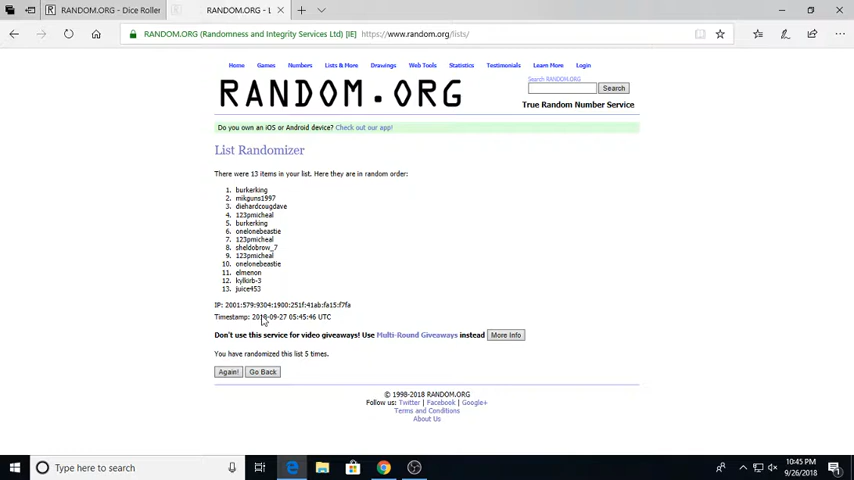 RANDOM.ORG - Dice Roller
RANDOM.ORG - L
RANDOM.ORG (Randomness and Integrity Services Ltd) [IE] https://www.random.org/lists/
Home Games Numbers Lists & More Drawings Web Tools Statistics Testimonials Learn More Login
Search RANDOM.ORG
Search
RANDOM.ORG
True Random Number Service
Do you own an iOS or Android device? Check out our app!
List Randomizer
There were 13 items in your list. Here they are in random order:
1. burkerking
2. mikguns1997
3. diehardcougdave
4. 123pmicheal
5. burkerking
6. onelonebeastie
7. 123pmicheal
8. sheldobrow_7
9. 123pmicheal
10. onelonebeastie
11. elmenon
12. kylkirb-3
13. juice453
IP: 2001:579:9304:1900:251f:41ab:fa15:f7fa
Timestamp: 2018-09-27 05:45:46 UTC
Don't use this service for video giveaways! Use Multi-Round Giveaways instead More Info
You have randomized this list 5 times.
Again! Go Back
© 1998-2018 RANDOM.ORG
Follow us: Twitter | Facebook | Google+
Terms and Conditions
About Us
Type here to search
10:45 PM
9/26/2018